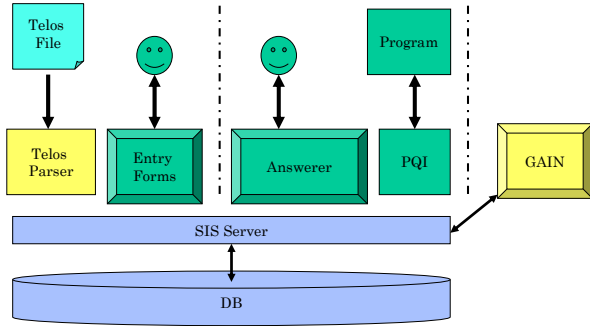 Telos
File
Program
Telos
Parser
Entry
Forms
Answerer
PQI
GAIN
SIS Server
DB